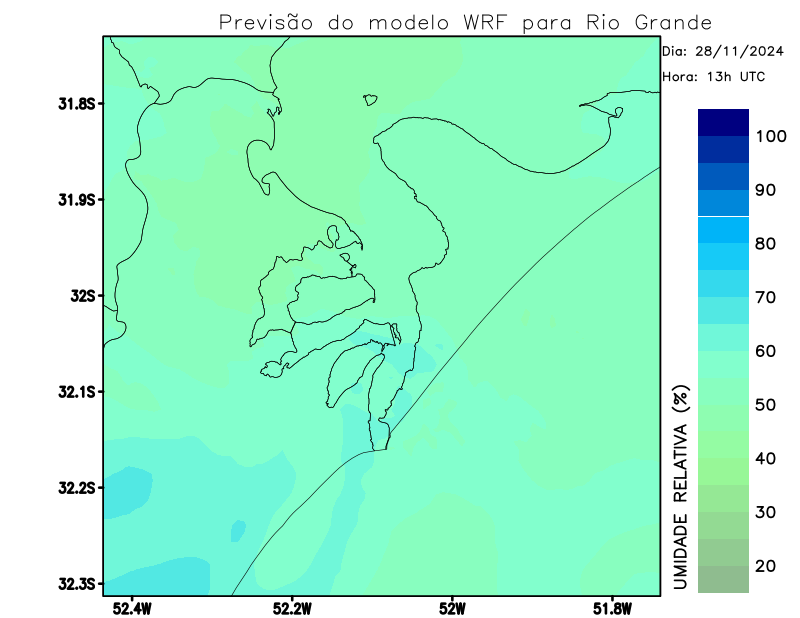 Previsão do modelo WRF para Rio Grande
Dia: 28/11/2024
Hora: 13h UTC
31.8S
31.9S
32S
32.1S
32.2S
32.3S
52.4W
52.2W
52W
51.8W
100
90
80
70
60
50
40
30
20
UMIDADE RELATIVA (%)